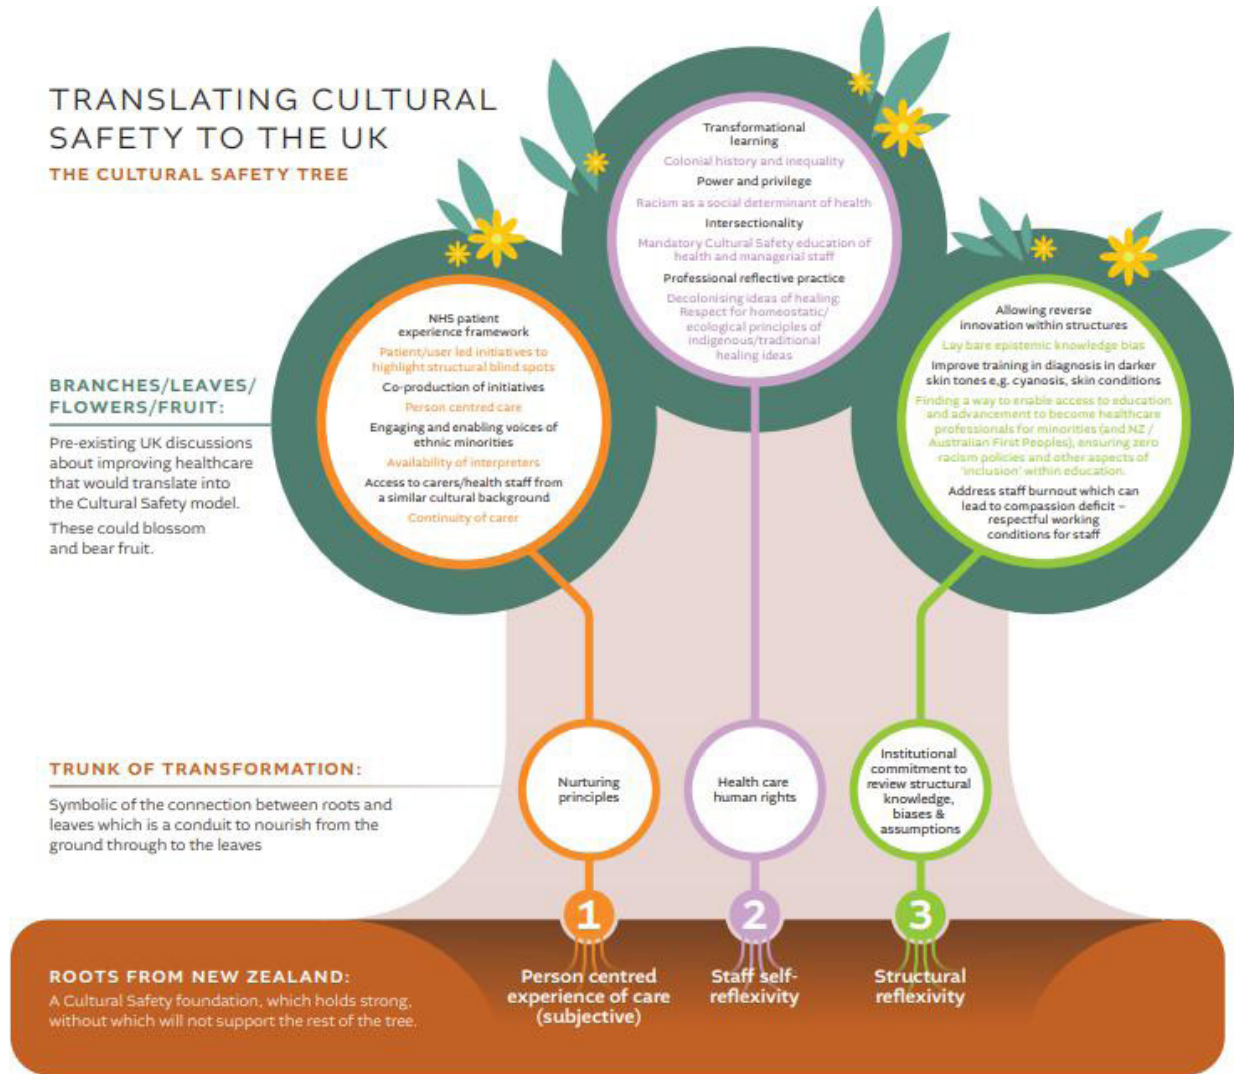 TRANSLATING CULTURAL
SAFETY TO THE UK
THE CULTURAL SAFETY TREE
Transformational
learning
Colonial history and inequality
Power and privilege
Racism as a social determinant of health
Intersectionality
Mandatory Cultural Safety education of
health and managerial staff
Professional reflective practice
Decolonising ideas of healing:
Respect for homeostatic/
ecological principles of
indigenous/traditional
healing ideas
NHS patient
experience framework
Patient/user led initiatives to
highlight structural blind spots
Co-production of initiatives
Person centred care
Engaging and enabling voices of
ethnic minorities
Availability of interpreters
Access to carers/health staff from
a similar cultural background
Continuity of carer
Allowing reverse
innovation within structures
Lay bare epistemic knowledge bias
Improve training in diagnosis in darker
skin tones e.g. cyanosis, skin conditions
Finding a way to enable access to education
and advancement to become healthcare
professionals for minorities (and NZ /
Australian First Peoples), ensuring zero
racism policies and other aspects of
'inclusion' within education.
Address staff burnout which can
lead to compassion deficit –
respectful working
conditions for staff
BRANCHES/LEAVES/
FLOWERS/FRUIT:
Pre-existing UK discussions
about improving healthcare
that would translate into
the Cultural Safety model.
These could blossom
and bear fruit.
TRUNK OF TRANSFORMATION:
Symbolic of the connection between roots and
leaves which is a conduit to nourish from the
ground through to the leaves
Nurturing
principles
Health care
human rights
Institutional
commitment to
review structural
knowledge,
biases &
assumptions
1
2
3
ROOTS FROM NEW ZEALAND:
A Cultural Safety foundation, which holds strong,
without which will not support the rest of the tree.
Person centred
experience of care
(subjective)
Staff self-
reflexivity
Structural
reflexivity